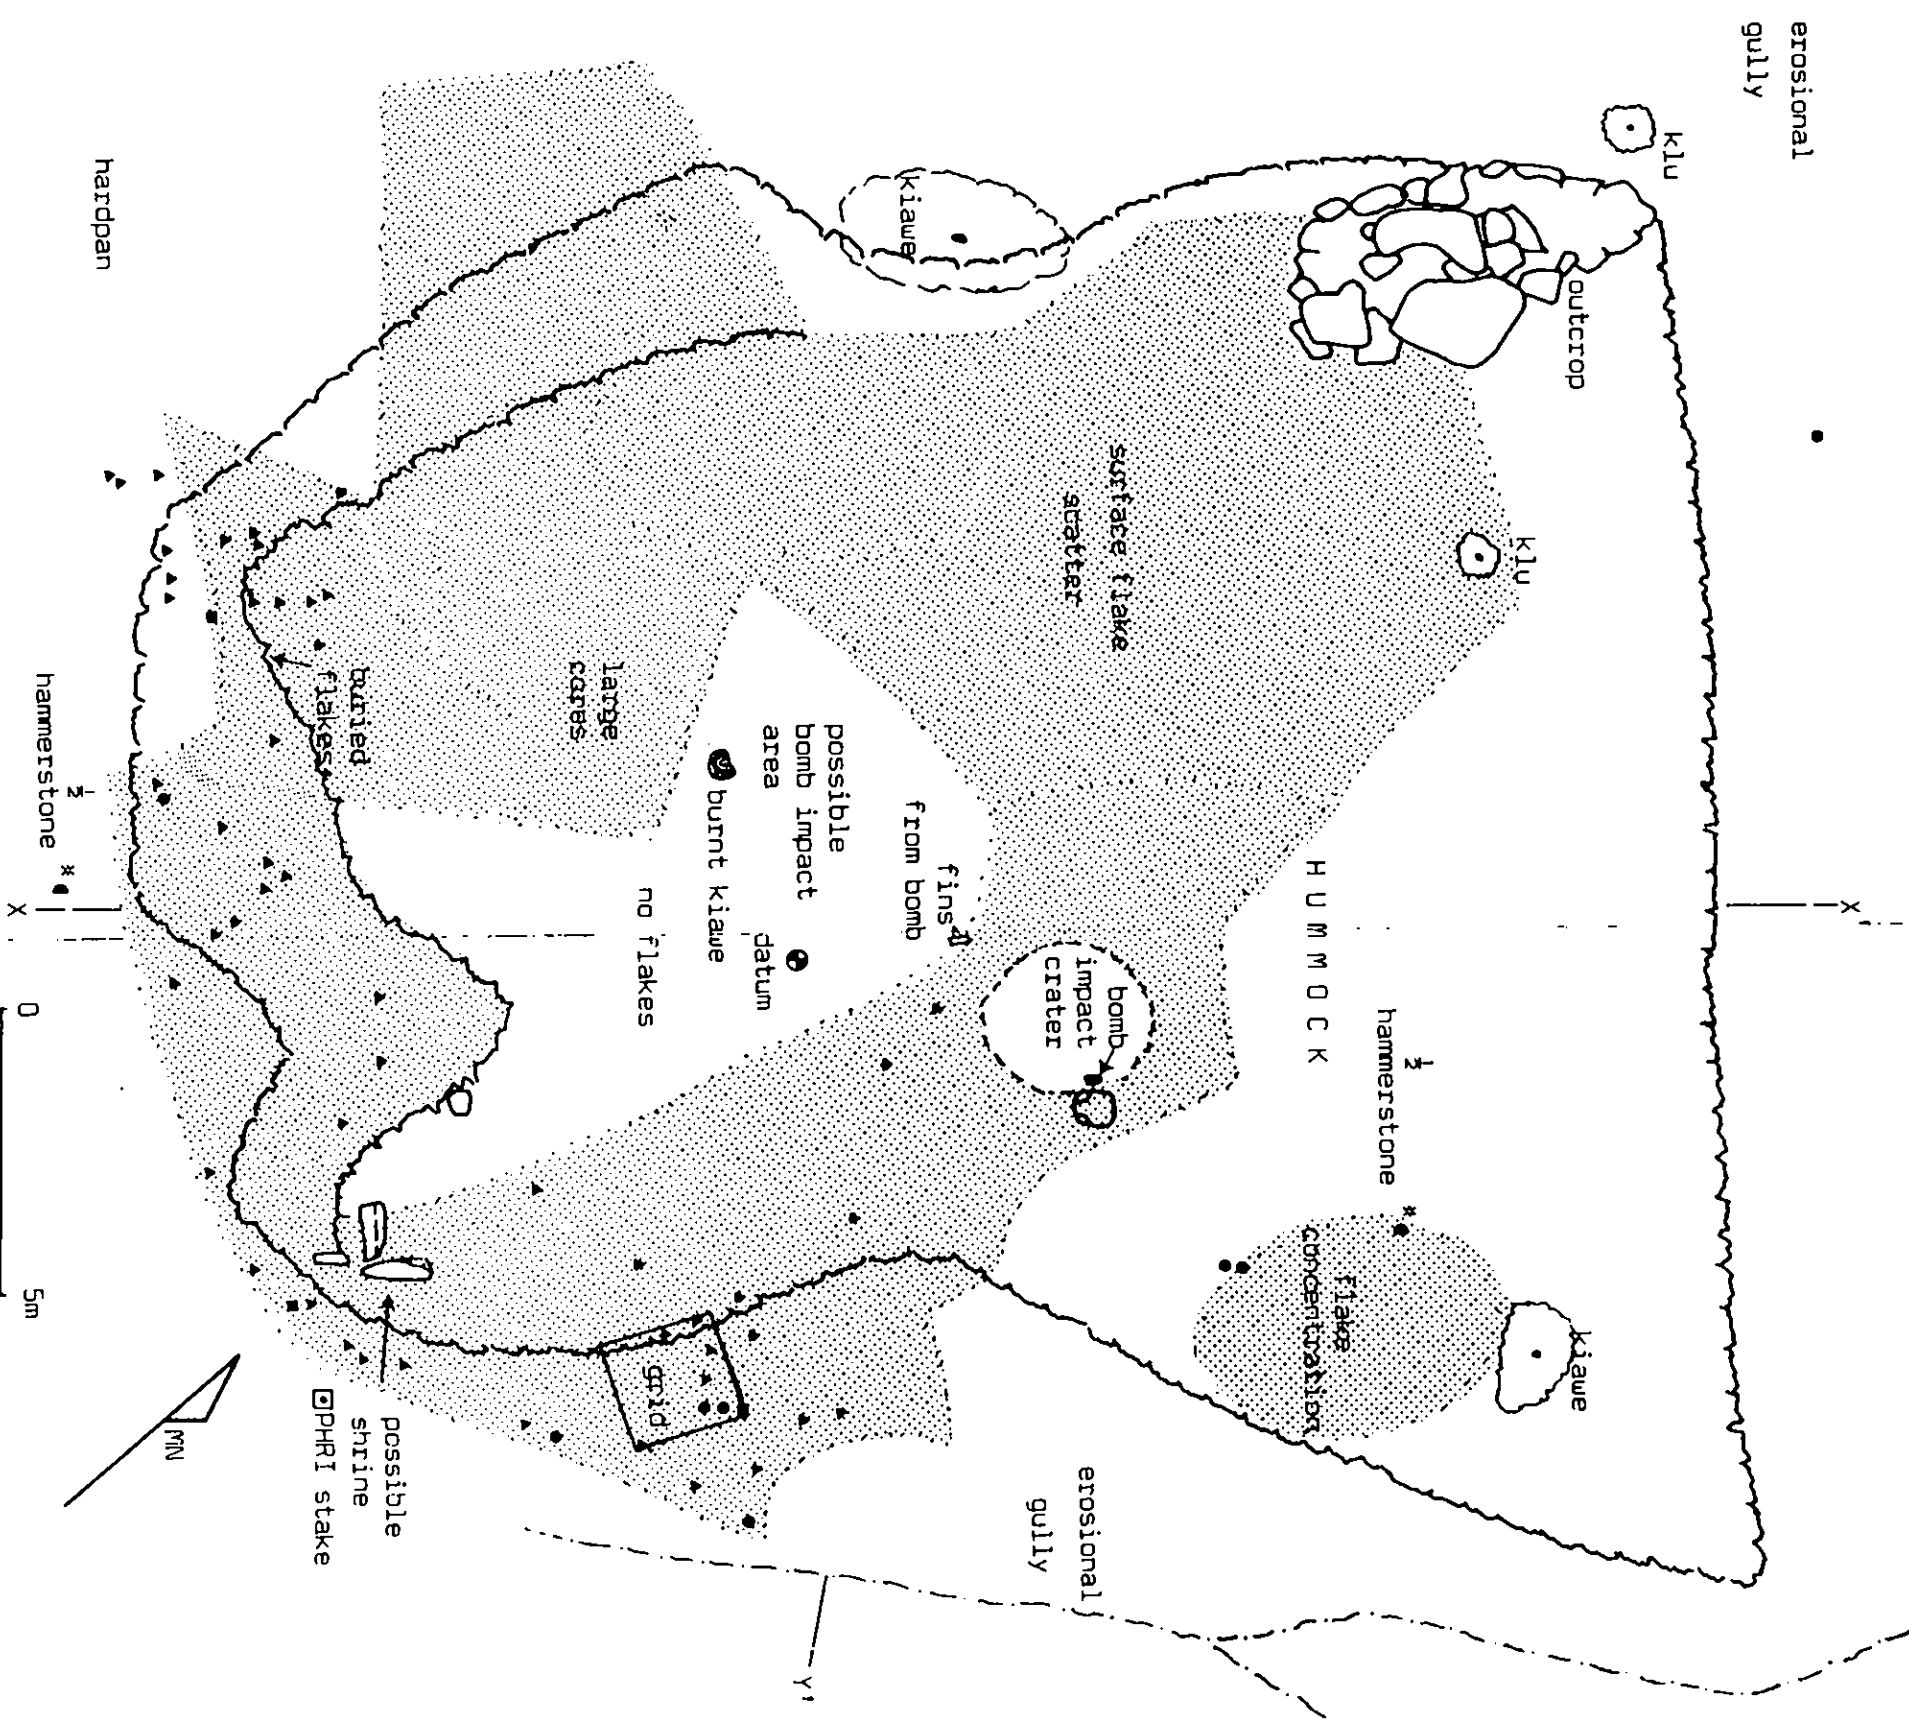 erosional
gully
klu
outcrop
kiawe
hardpan
surface flake
scatter
klu
large
cores
buried
flakes
possible
bomb impact
area
burnt kiawe
no flakes
datum
fins
from bomb
bomb
impact
crater
HUMMOCK
½
hammerstone
*
½
hammerstone
*
X
X'
flake
concentration
kiawe
grid
possible
shrine
PHRI stake
MN
erosional
gully
Y'
0
5m